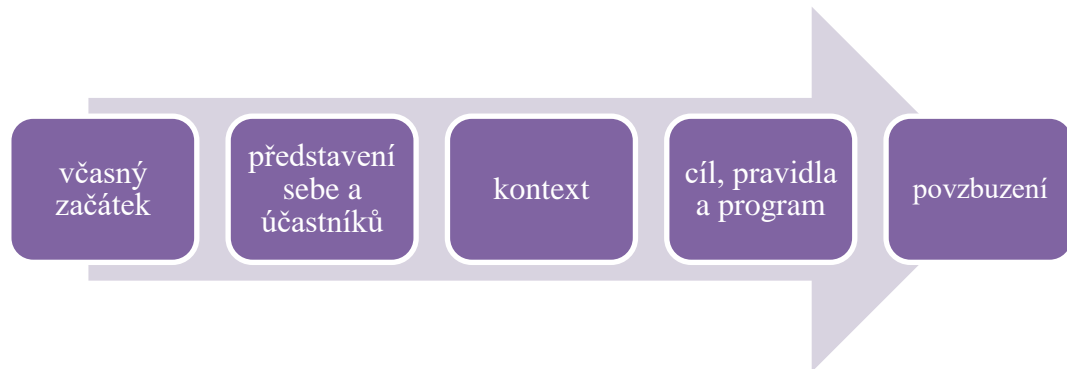 včasný
začátek
představení
sebe a
účastníků
kontext
cíl, pravidla
a program
povzbuzení